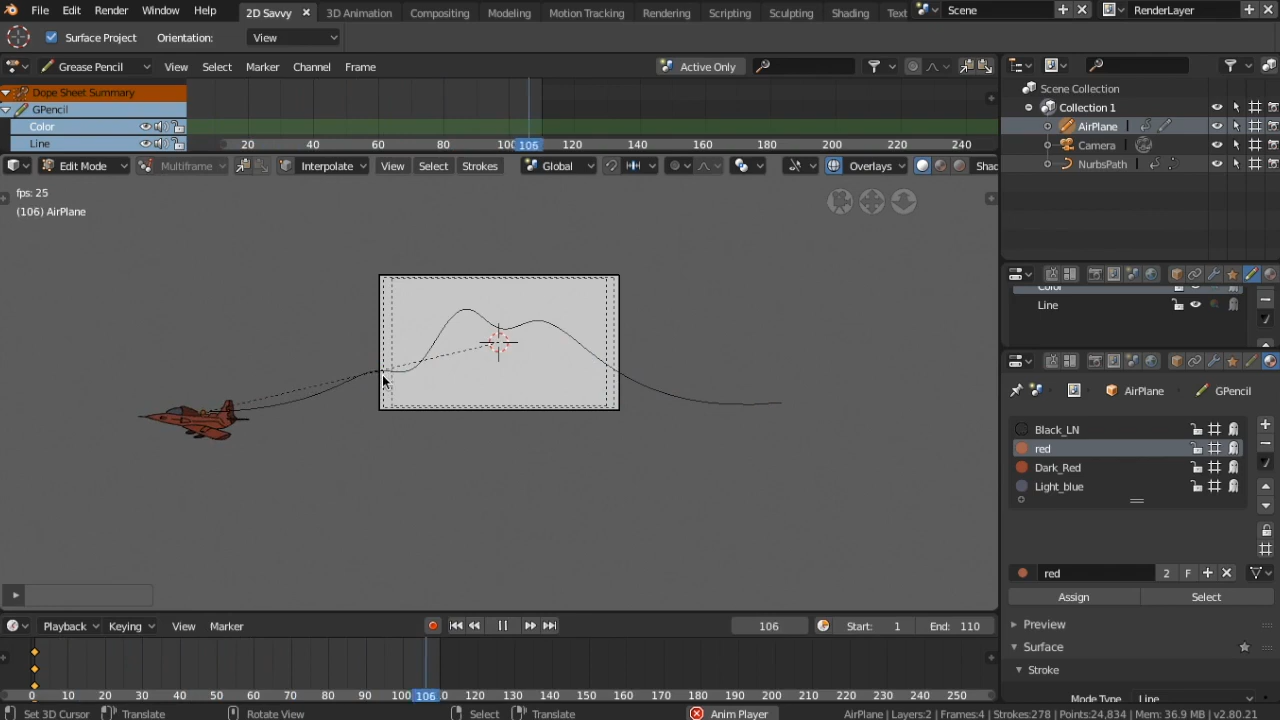 File Edit Render Window Help 2D Savvy 3D Animation Compositing Modeling Motion Tracking Rendering Scripting Sculpting Shading Text Scene RenderLayer
Surface Project Orientation: View
Grease Pencil View Select Marker Channel Frame Active Only
Dope Sheet Summary
GPencil
Color
Line
20 40 60 80 100 106 120 140 160 180 200 220 240
Edit Mode Multiframe Interpolate View Select Strokes Global Overlays Shad
fps: 25
(106) AirPlane
Scene Collection
Collection 1
AirPlane
Camera
NurbsPath
Color
Line
AirPlane GPencil
Black_LN
red
Dark_Red
Light_blue
red 2 F
Assign Select
Preview
Surface
Stroke
Mode Type Line
Playback Keying View Marker 106 Start: 1 End: 110
0 10 20 30 40 50 60 70 80 90 100 106 120 130 140 150 160 170 180 190 200 210 220 230 240 250
Set 3D Cursor Translate Rotate View Select Translate Anim Player AirPlane | Layers:2 | Frames:4 | Strokes:278 | Points:24,834 | Mem: 36.9 MB | v2.80.21